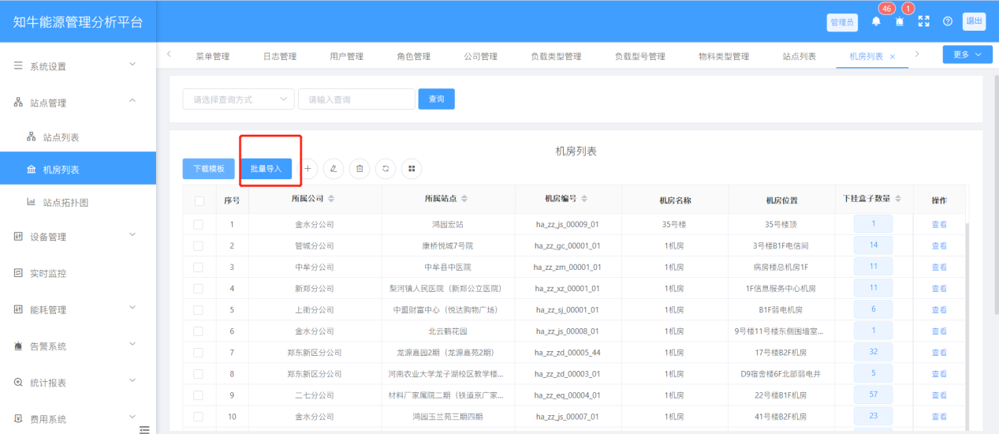 知牛能源管理分析平台
46 1
管理员 退出
菜单管理 日志管理 用户管理 角色管理 公司管理 负载类型管理 负载型号管理 物料类型管理 站点列表 机房列表 × 更多
系统设置
站点管理
站点列表
机房列表
站点拓扑图
设备管理
实时监控
能耗管理
告警系统
统计报表
费用系统
请选择查询方式 请输入查询 查询
机房列表
下载模板 批量导入
序号 所属公司 所属站点 机房编号 机房名称 机房位置 下挂盒子数量 操作
1 金水分公司 鸿园宏站 ha_zz_js_00009_01 35号楼 35号楼顶 1 查看
2 管城分公司 康桥悦城7号院 ha_zz_gc_00001_01 1机房 3号楼B1F电信间 14 查看
3 中牟分公司 中牟县中医院 ha_zz_zm_00001_01 1机房 病房楼总机房1F 11 查看
4 新郑分公司 梨河镇人民医院（新郑公立医院） ha_zz_xz_00001_01 1机房 1F信息服务中心机房 11 查看
5 上街分公司 中盟财富中心（悦达购物广场） ha_zz_sj_00001_01 1机房 B1F弱电机房 6 查看
6 金水分公司 北云鹤花园 ha_zz_js_00008_01 1机房 9号楼11号楼东侧围墙室... 1 查看
7 郑东新区分公司 龙源嘉园2期（龙源嘉苑2期） ha_zz_zd_00005_44 1机房 17号楼B2F机房 32 查看
8 郑东新区分公司 河南农业大学龙子湖校区教学楼... ha_zz_zd_00003_01 1机房 D9宿舍楼6F北部弱电井 5 查看
9 二七分公司 材料厂家属院二期（铁道京广家... ha_zz_eq_00004_01 1机房 22号楼B1F机房 57 查看
10 金水分公司 鸿园玉兰苑三期四期 ha_zz_js_00007_01 1机房 41号楼B2F机房 23 查看